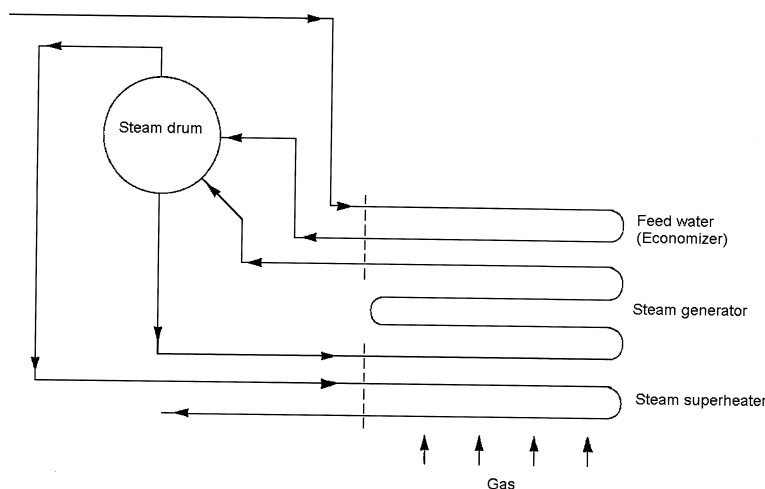 Steam drum
Feed water
(Economizer)
Steam generator
Steam superheater
Gas